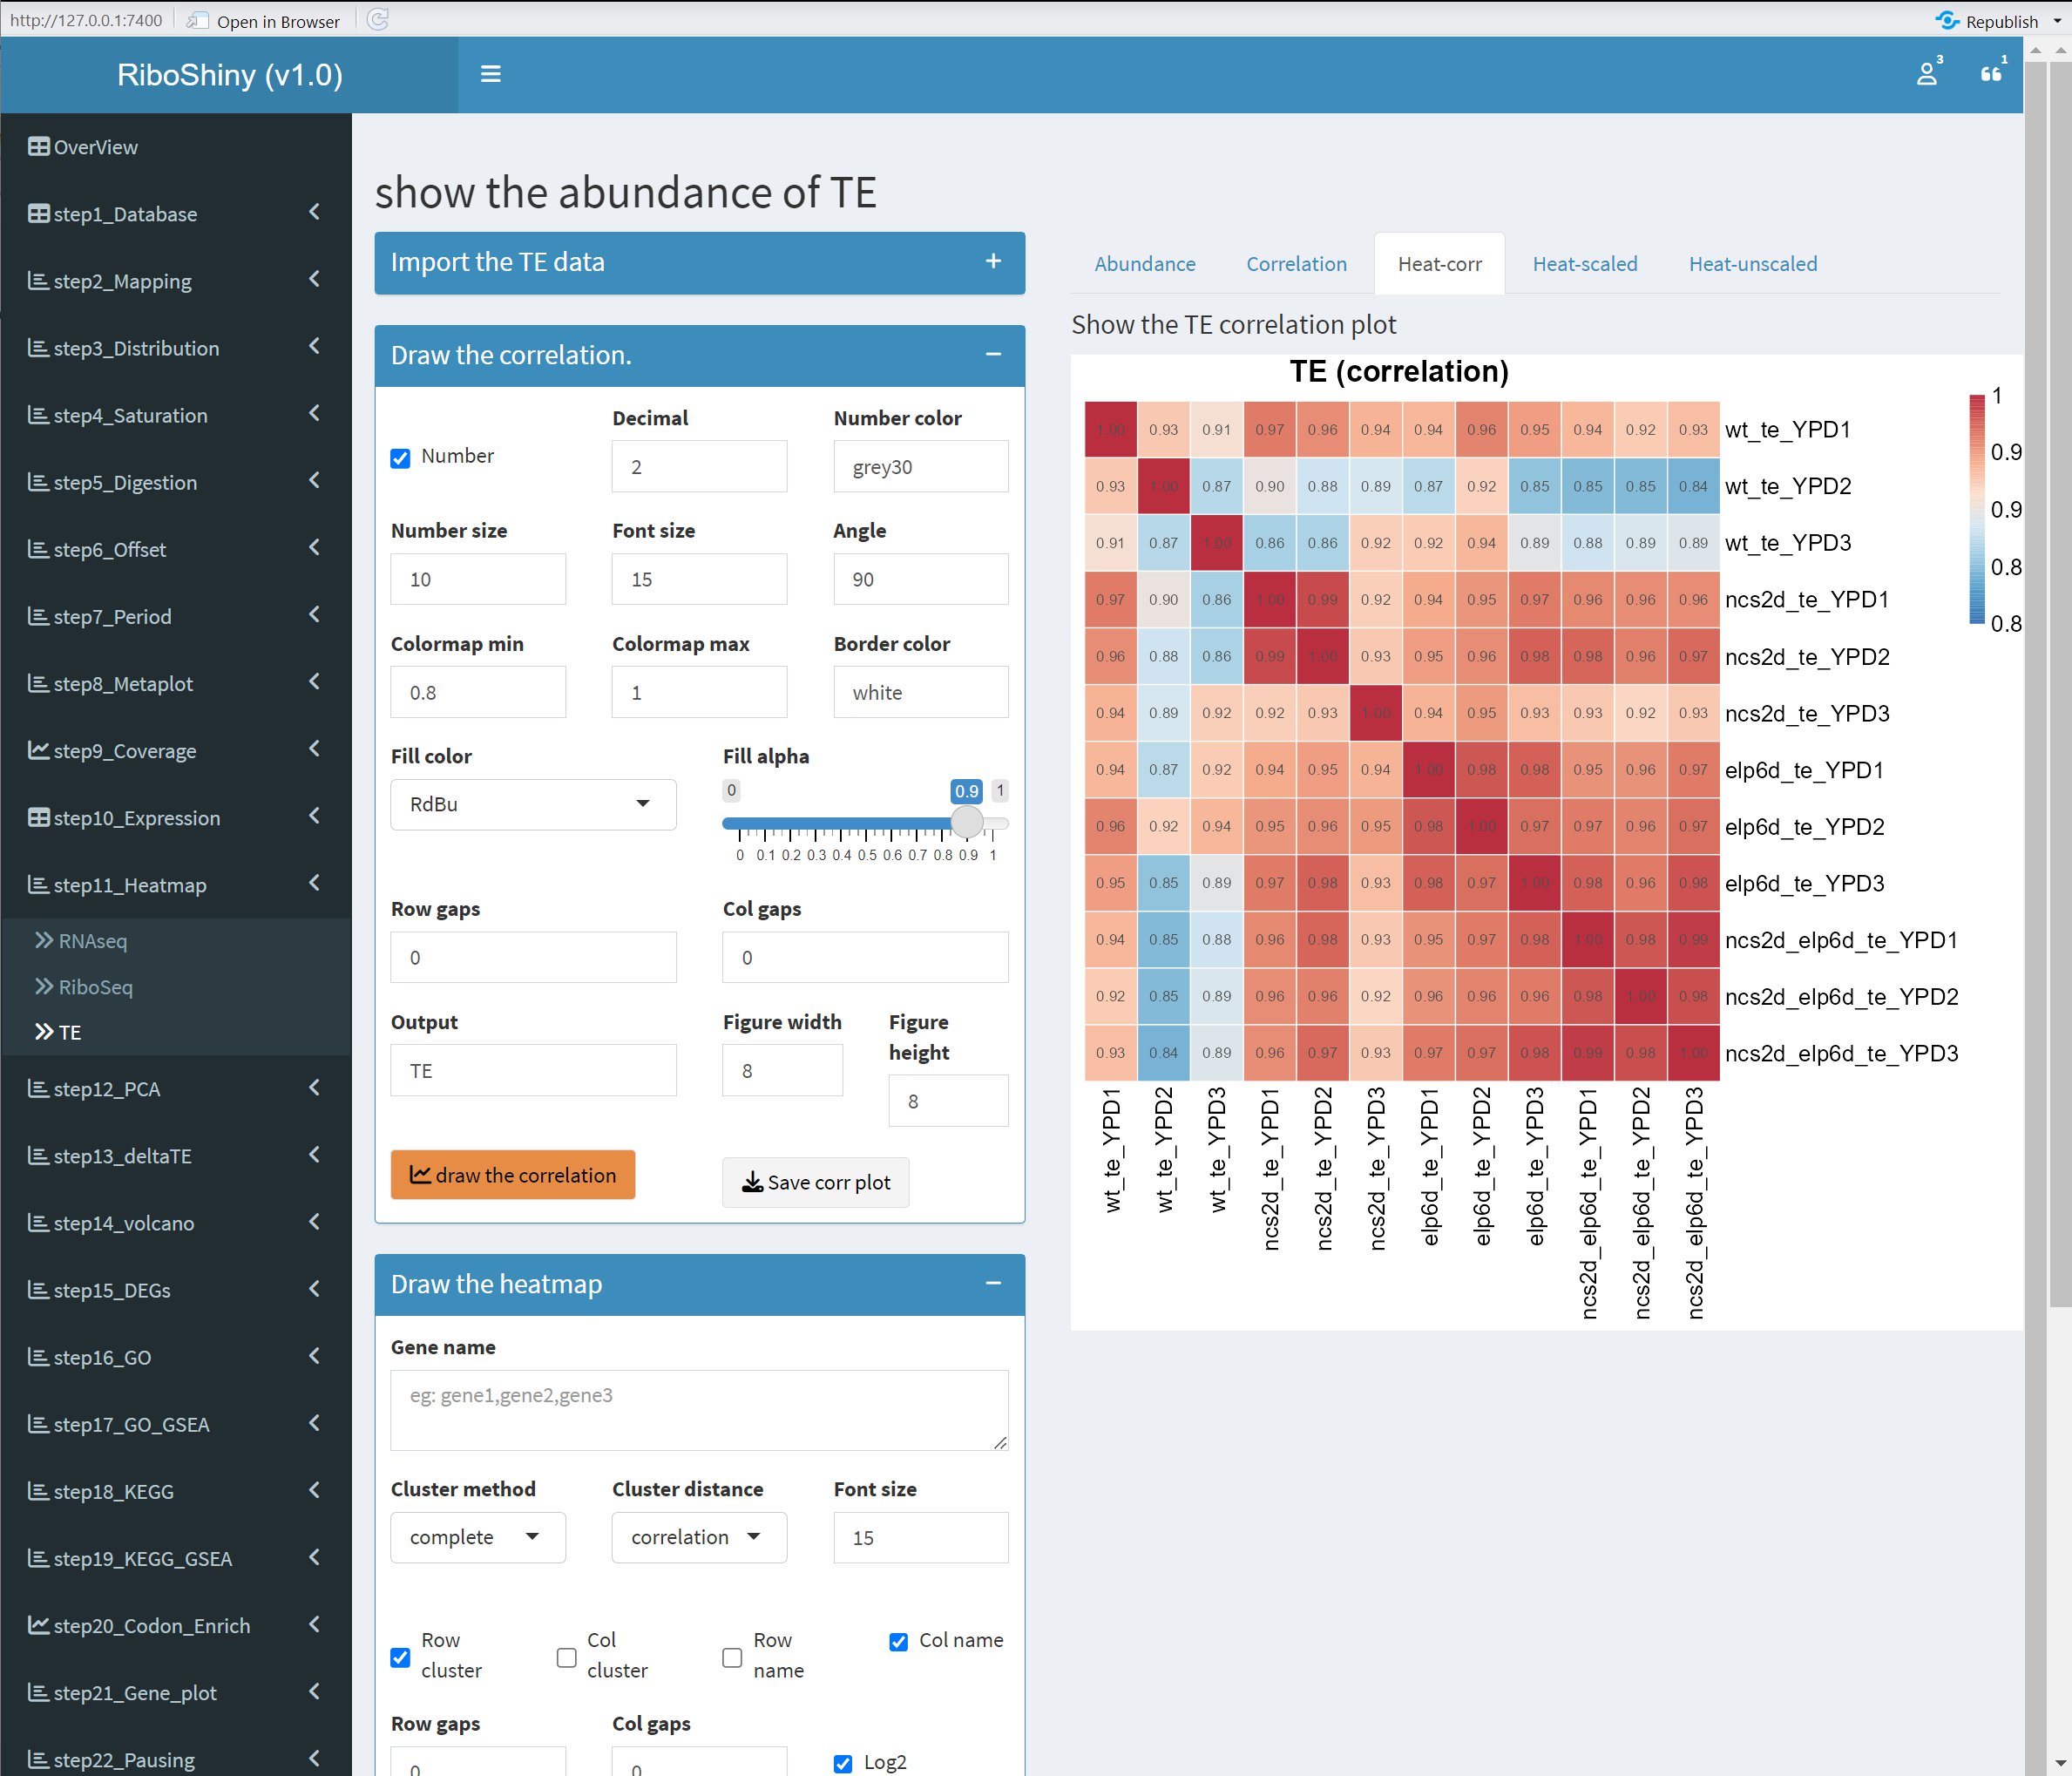 http://127.0.0.1:7400
Open in Browser
Republish
RiboShiny (v1.0)
3
1
OverView
step1_Database
step2_Mapping
step3_Distribution
step4_Saturation
step5_Digestion
step6_Offset
step7_Period
step8_Metaplot
step9_Coverage
step10_Expression
step11_Heatmap
RNAseq
RiboSeq
TE
step12_PCA
step13_deltaTE
step14_volcano
step15_DEGs
step16_GO
step17_GO_GSEA
step18_KEGG
step19_KEGG_GSEA
step20_Codon_Enrich
step21_Gene_plot
step22_Pausing
show the abundance of TE
Import the TE data
Draw the correlation.
Number
Decimal
2
Number color
grey30
Number size
10
Font size
15
Angle
90
Colormap min
0.8
Colormap max
1
Border color
white
Fill color
RdBu
Fill alpha
0 0.9 1
0 0.1 0.2 0.3 0.4 0.5 0.6 0.7 0.8 0.9 1
Row gaps
0
Col gaps
0
Output
TE
Figure width
8
Figure
height
8
draw the correlation
Save corr plot
Draw the heatmap
Gene name
eg: gene1,gene2,gene3
Cluster method
complete
Cluster distance
correlation
Font size
15
Row
cluster
Col
cluster
Row
name
Col name
Row gaps
0
Col gaps
0
Log2
Abundance Correlation Heat-corr Heat-scaled Heat-unscaled
Show the TE correlation plot
TE (correlation)
1.00 0.93 0.91 0.97 0.96 0.94 0.94 0.96 0.95 0.94 0.92 0.93 wt_te_YPD1
0.93 1.00 0.87 0.90 0.88 0.89 0.87 0.92 0.85 0.85 0.85 0.84 wt_te_YPD2
0.91 0.87 1.00 0.86 0.86 0.92 0.92 0.94 0.89 0.88 0.89 0.89 wt_te_YPD3
0.97 0.90 0.86 1.00 0.99 0.92 0.94 0.95 0.97 0.96 0.96 0.96 ncs2d_te_YPD1
0.96 0.88 0.86 0.99 1.00 0.93 0.95 0.96 0.98 0.98 0.96 0.97 ncs2d_te_YPD2
0.94 0.89 0.92 0.92 0.93 1.00 0.94 0.95 0.93 0.93 0.92 0.93 ncs2d_te_YPD3
0.94 0.87 0.92 0.94 0.95 0.94 1.00 0.98 0.98 0.95 0.96 0.97 elp6d_te_YPD1
0.96 0.92 0.94 0.95 0.96 0.95 0.98 1.00 0.97 0.97 0.96 0.97 elp6d_te_YPD2
0.95 0.85 0.89 0.97 0.98 0.93 0.98 0.97 1.00 0.98 0.96 0.98 elp6d_te_YPD3
0.94 0.85 0.88 0.96 0.98 0.93 0.95 0.97 0.98 1.00 0.98 0.99 ncs2d_elp6d_te_YPD1
0.92 0.85 0.89 0.96 0.96 0.92 0.96 0.96 0.96 0.98 1.00 0.98 ncs2d_elp6d_te_YPD2
0.93 0.84 0.89 0.96 0.97 0.93 0.97 0.97 0.98 0.99 0.98 1.00 ncs2d_elp6d_te_YPD3
wt_te_YPD1
wt_te_YPD2
wt_te_YPD3
ncs2d_te_YPD1
ncs2d_te_YPD2
ncs2d_te_YPD3
elp6d_te_YPD1
elp6d_te_YPD2
elp6d_te_YPD3
ncs2d_elp6d_te_YPD1
ncs2d_elp6d_te_YPD2
ncs2d_elp6d_te_YPD3
1
0.9
0.9
0.8
0.8